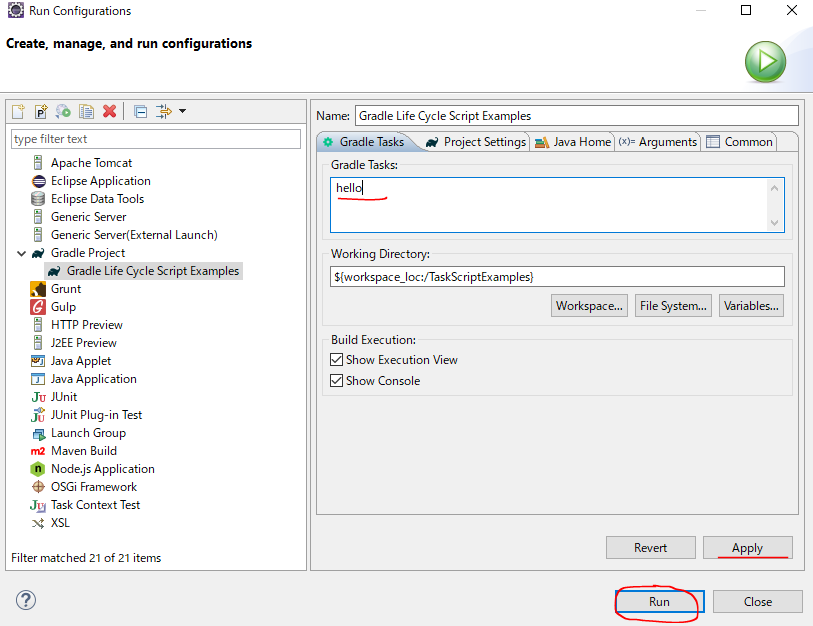 Run Configurations
Create, manage, and run configurations
type filter text
Apache Tomcat
Eclipse Application
Eclipse Data Tools
Generic Server
Generic Server(External Launch)
Gradle Project
Gradle Life Cycle Script Examples
Grunt
Gulp
HTTP Preview
J2EE Preview
Java Applet
Java Application
JUnit
JUnit Plug-in Test
Launch Group
m2 Maven Build
Node.js Application
OSGi Framework
Task Context Test
XSL
Filter matched 21 of 21 items
Name: Gradle Life Cycle Script Examples
Gradle Tasks Project Settings Java Home (x)= Arguments Common
Gradle Tasks:
hello
Working Directory:
${workspace_loc:/TaskScriptExamples}
Workspace... File System... Variables...
Build Execution:
Show Execution View
Show Console
Revert Apply
Run Close